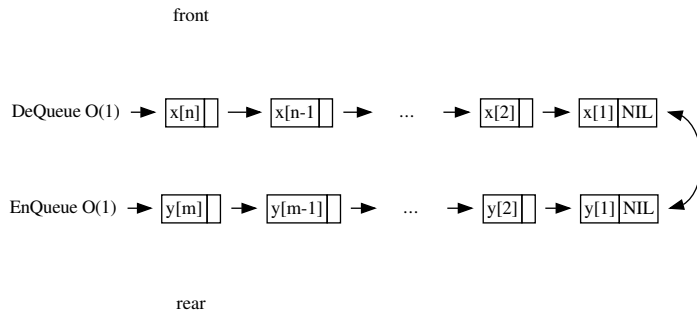 front
DeQueue O(1) x[n] x[n-1 ... x[2] x[1] NIL
EnQueue O(1) y[m] y[m-1] ... y[2] y[1] NIL
rear